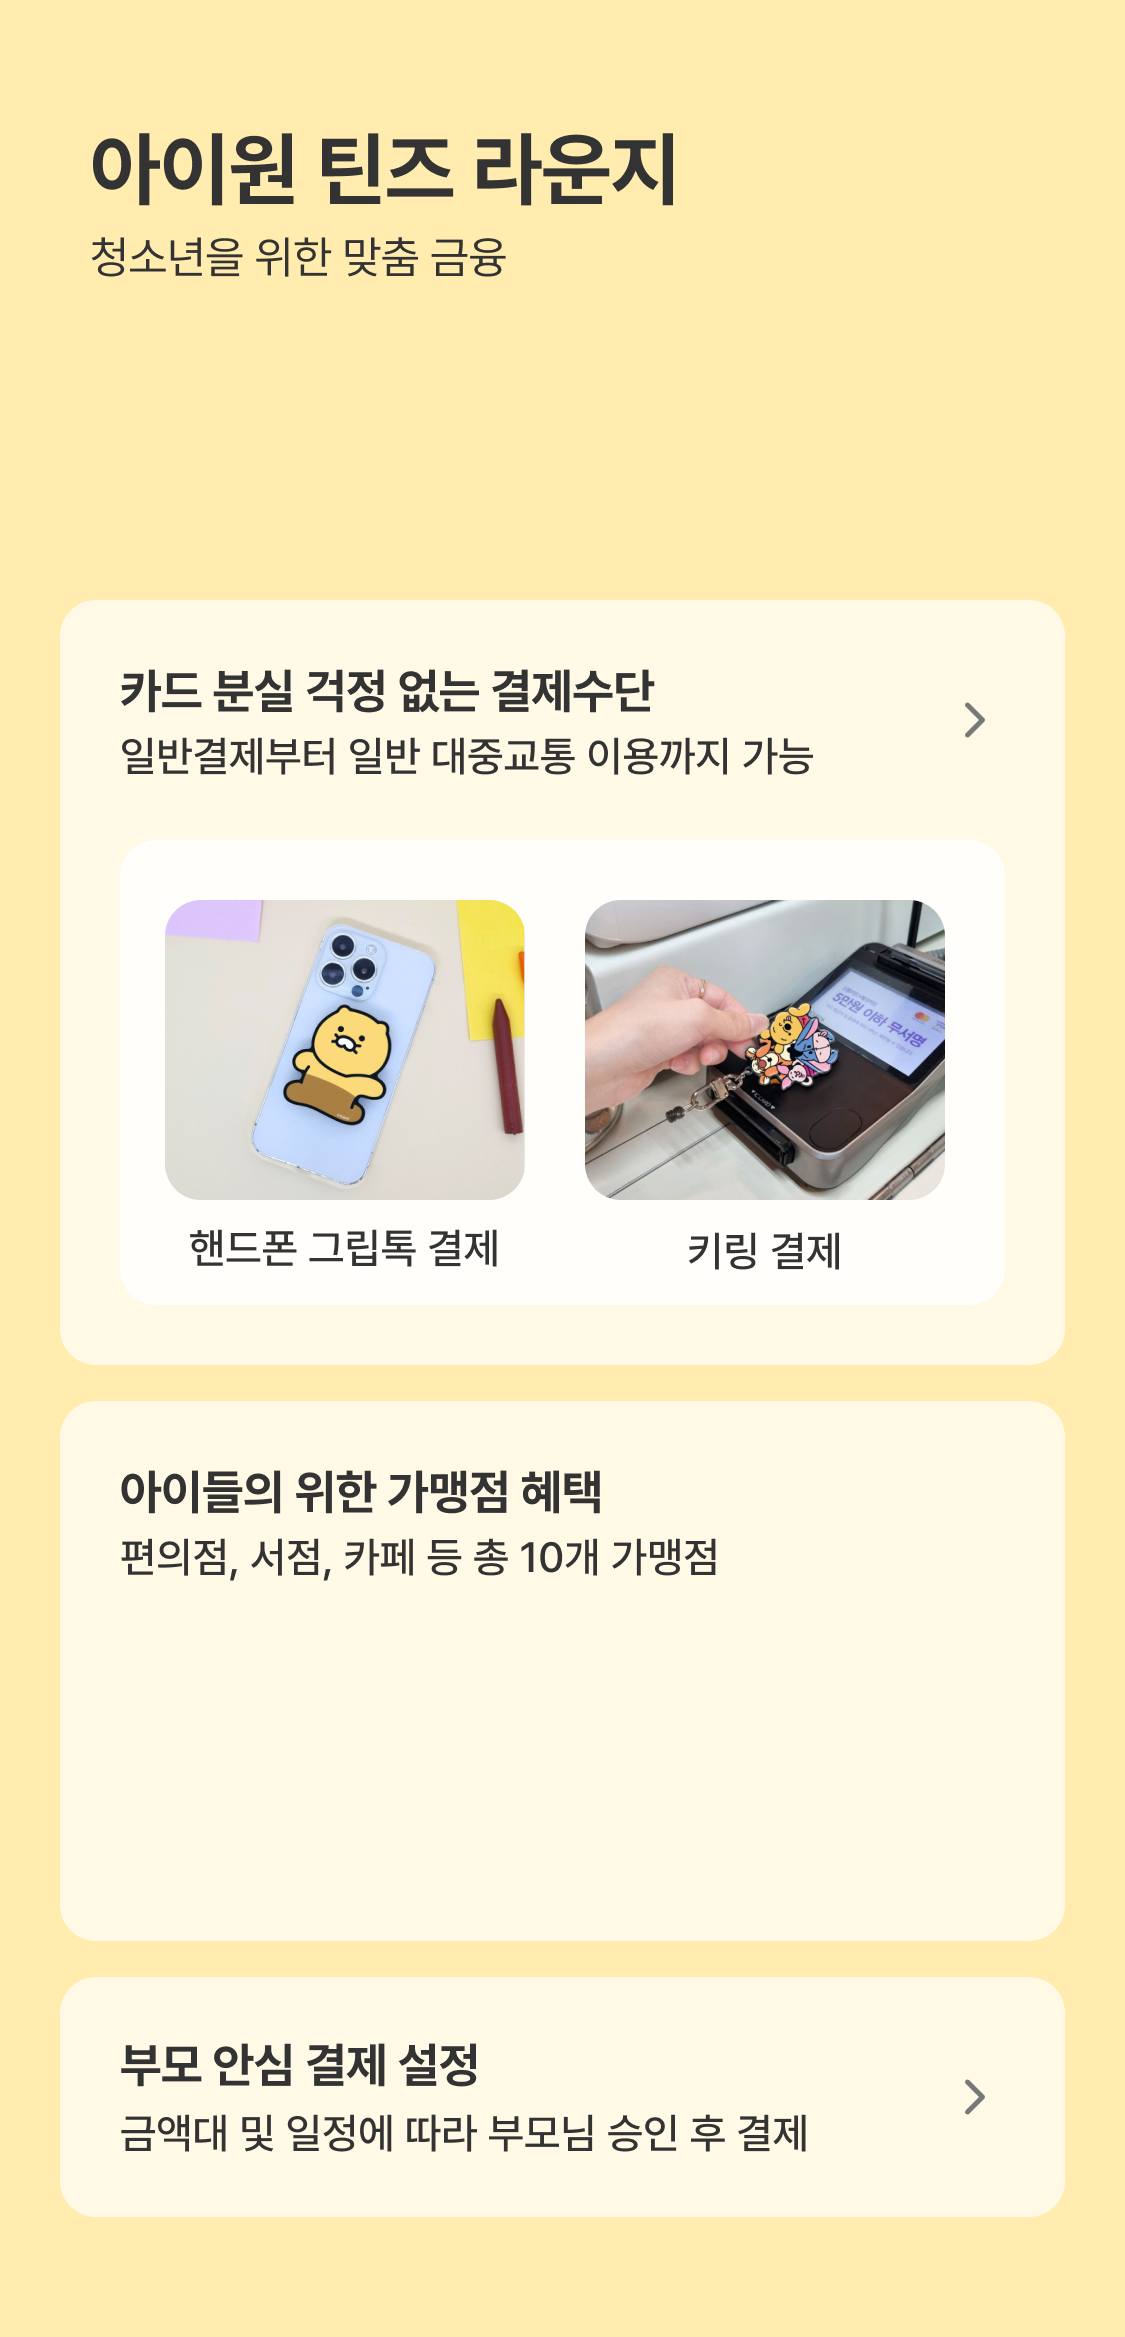 아이원 틴즈 라운지
청소년을 위한 맞춤 금융
카드 분실 걱정 없는 결제수단
일반결제부터 일반 대중교통 이용까지 가능
5만원 이하 무서명
핸드폰 그립톡 결제
키링 결제
아이들의 위한 가맹점 혜택
편의점, 서점, 카페 등 총 10개 가맹점
부모 안심 결제 설정
금액대 및 일정에 따라 부모님 승인 후 결제